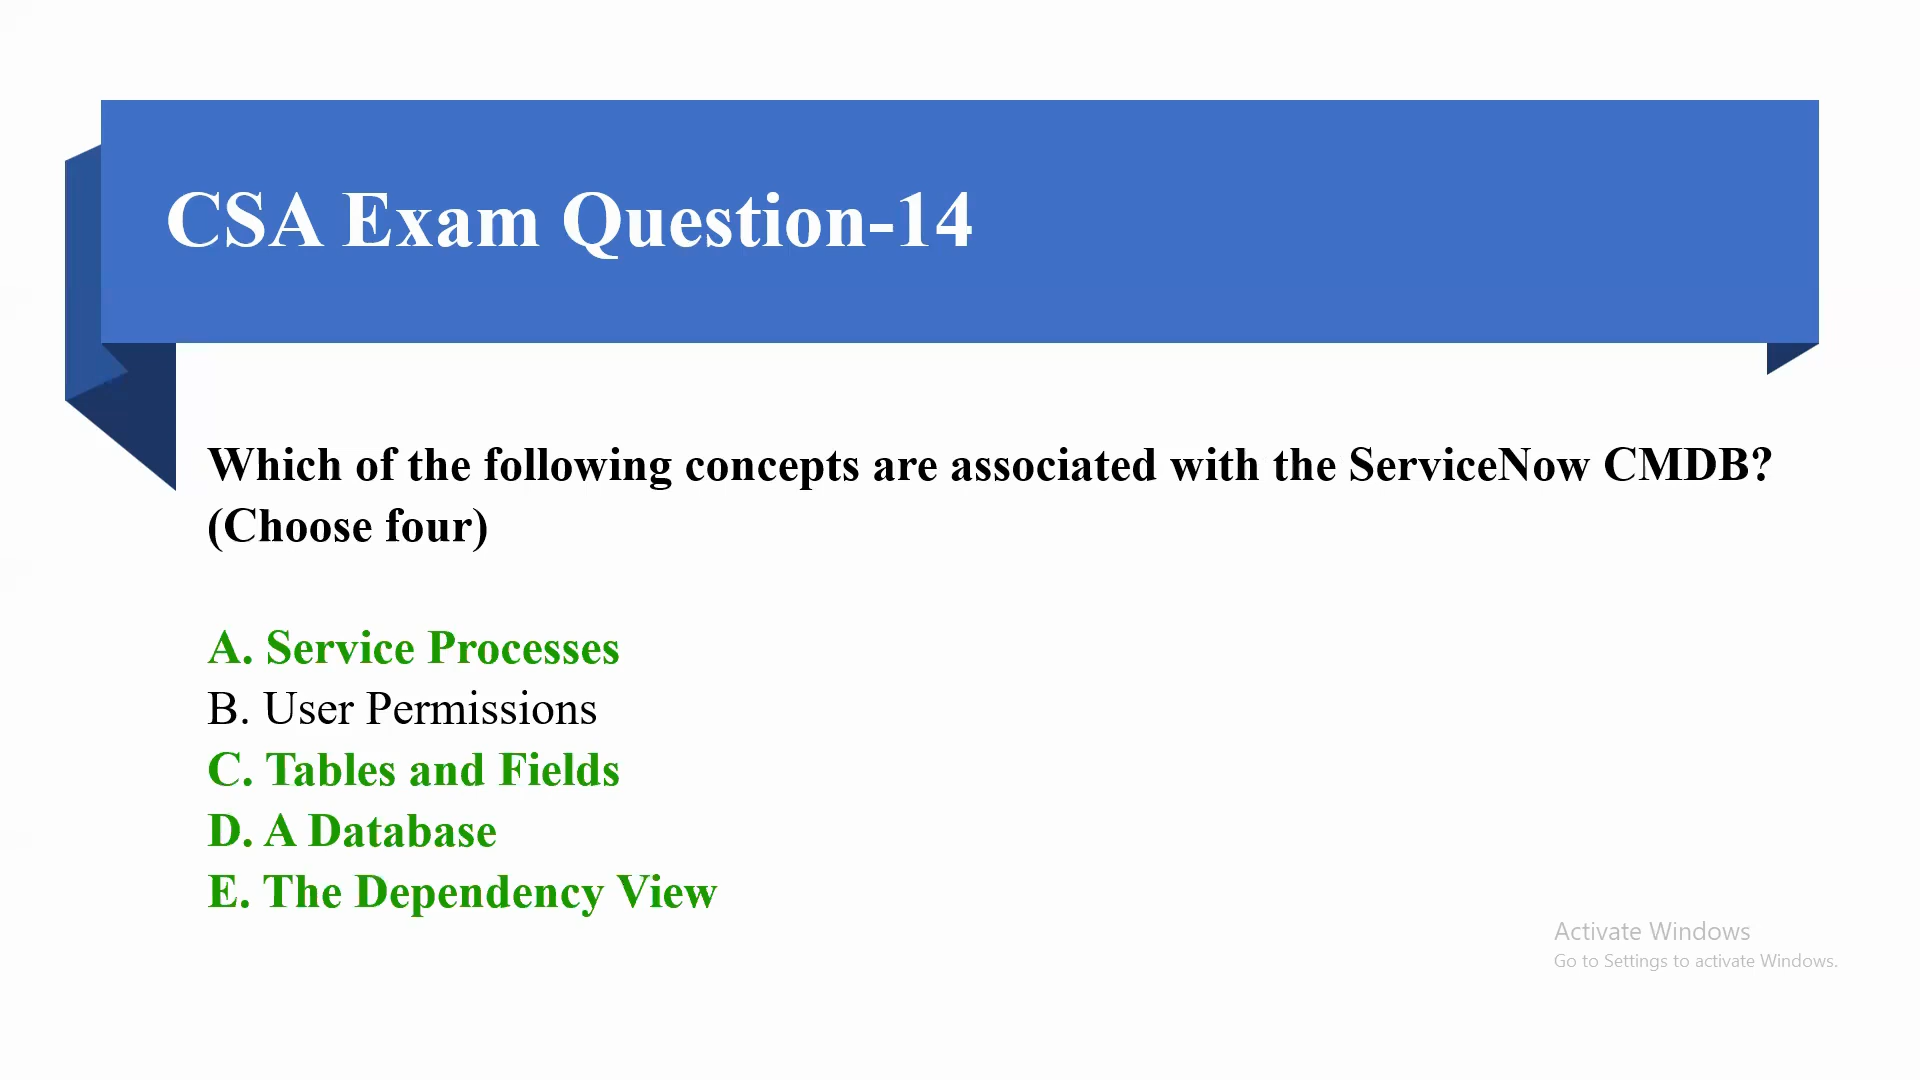 CSA Exam Question-14
Which of the following concepts are associated with the ServiceNow CMDB?
(Choose four)
A. Service Processes
B. User Permissions
C. Tables and Fields
D. A Database
E. The Dependency View
Activate Windows
Go to Settings to activate Windows.